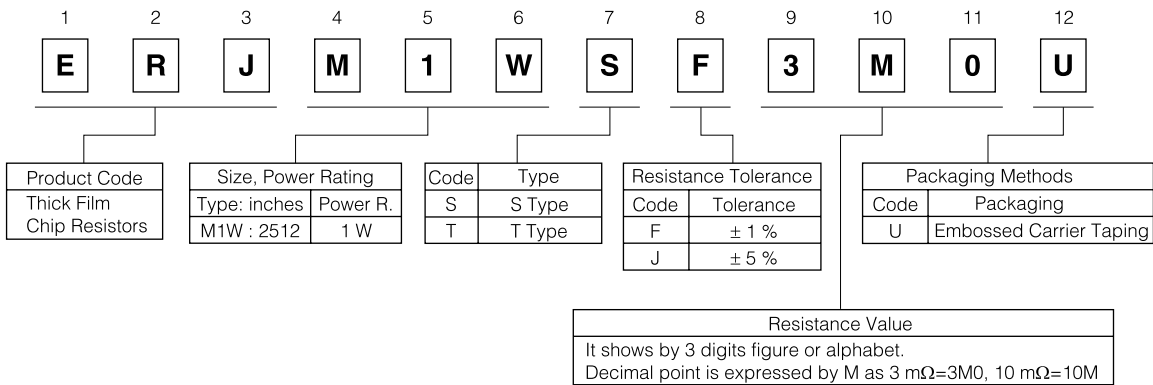 1 2 3 4 5 6 7 8 9 10 11 12
E R J M 1 W S F 3 M 0 U
Product Code
Thick Film
Chip Resistors
Size, Power Rating
Type: inches Power R.
M1W : 2512 1 W
Code Type
S S Type
T T Type
Resistance Tolerance
Code Tolerance
F ± 1 %
J ± 5 %
Packaging Methods
Code Packaging
U Embossed Carrier Taping
Resistance Value
It shows by 3 digits figure or alphabet.
Decimal point is expressed by M as 3 mΩ=3M0, 10 mΩ=10M